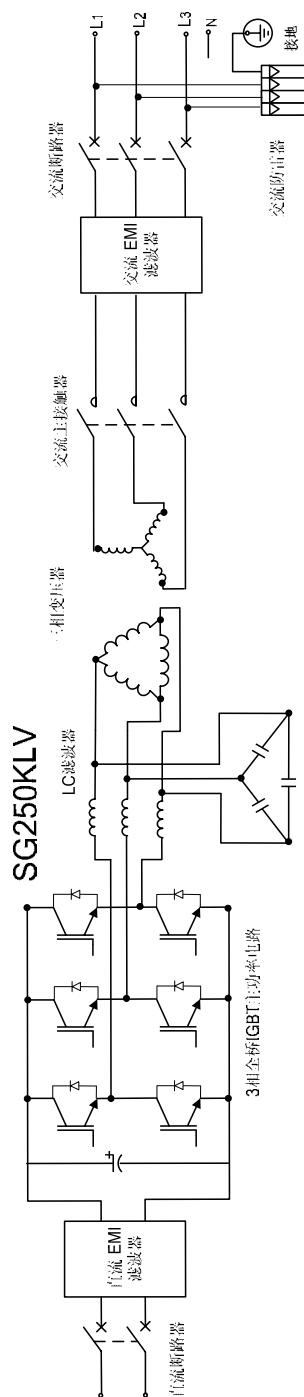 SG250KLV
直流断路器
直流 EMI
滤波器
3相全桥IGBT主功率电路
LC滤波器
三相变压器
交流主接触器
交流 EMI
滤波器
交流断路器
L1
L2
L3
N
接地
交流防雷器
+